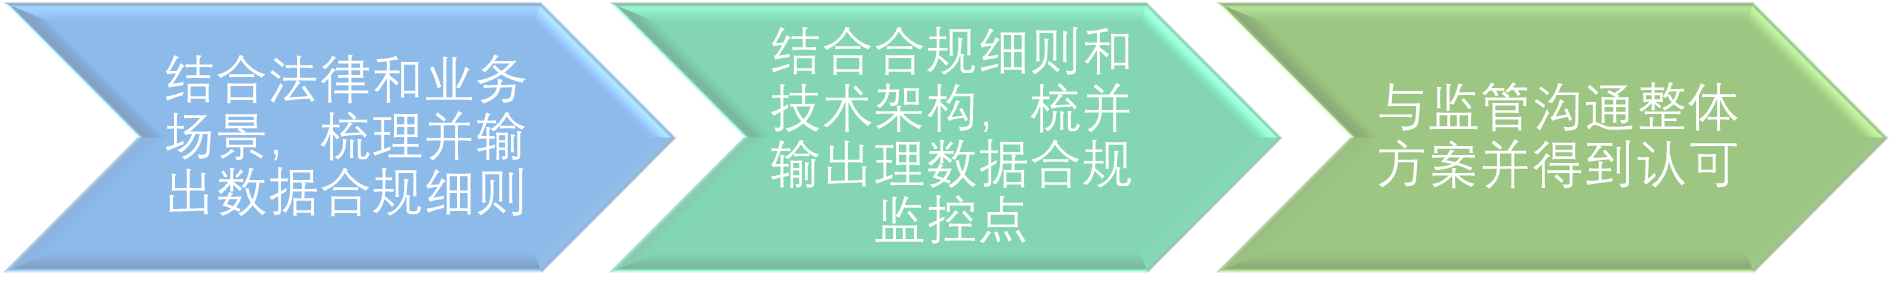 结合法律和业务
场景，梳理并输
出数据合规细则
结合合规细则和
技术架构，梳并
输出理数据合规
监控点
与监管沟通整体
方案并得到认可